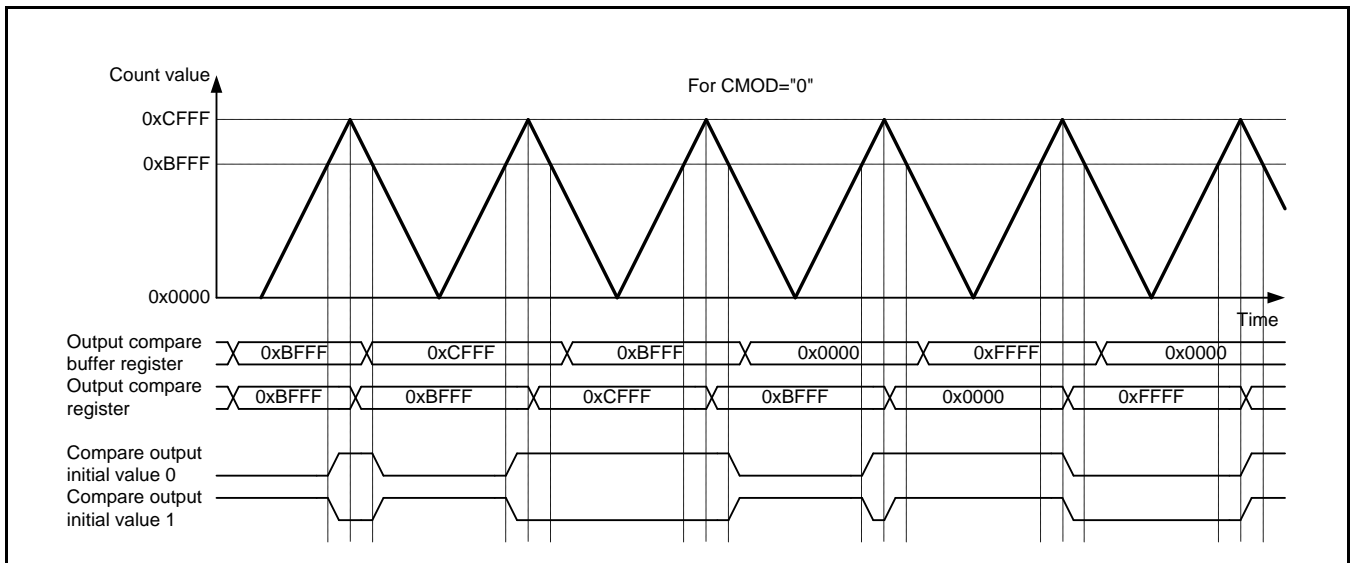 Count value
For CMOD="0"
0xCFFF
0xBFFF
0x0000
Time
Output compare
buffer register
0xBFFF 0xCFFF 0xBFFF 0x0000 0xFFFF 0x0000
Output compare
register
0xBFFF 0xBFFF 0xCFFF 0xBFFF 0x0000 0xFFFF
Compare output
initial value 0
Compare output
initial value 1